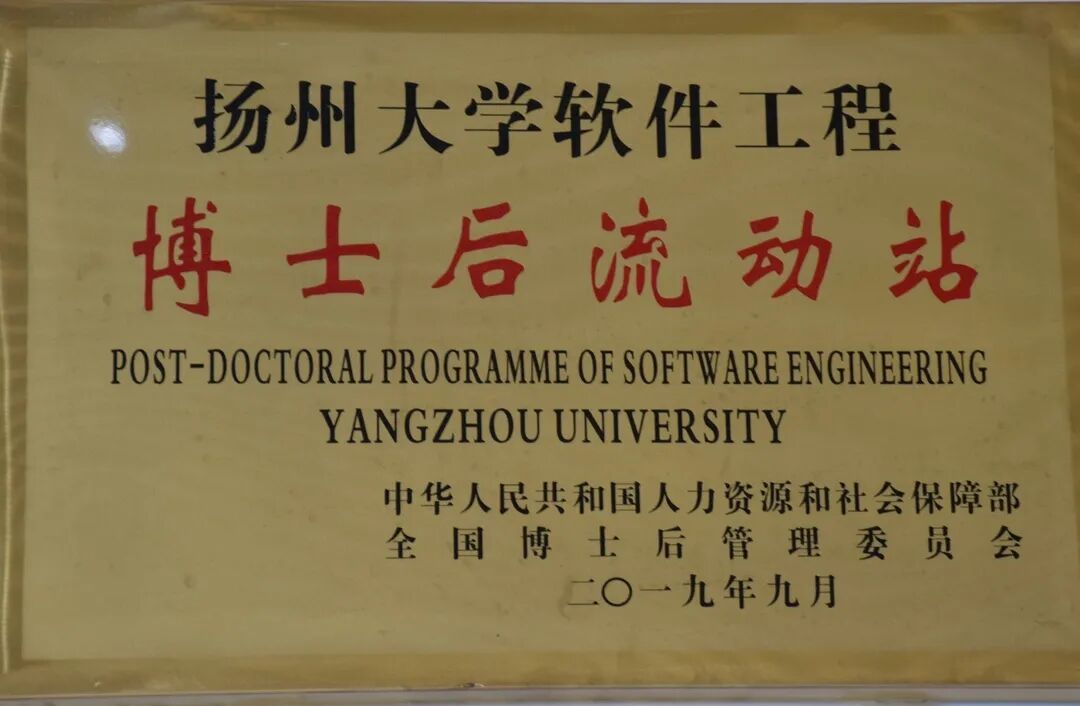 扬州大学软件工程
博士后流动站
POST-DOCTORAL PROGRAMME OF SOFTWARE ENGINEERING
YANGZHOU UNIVERSITY
中华人民共和国人力资源和社会保障部
全国博士后管理委员会
二〇一九年九月